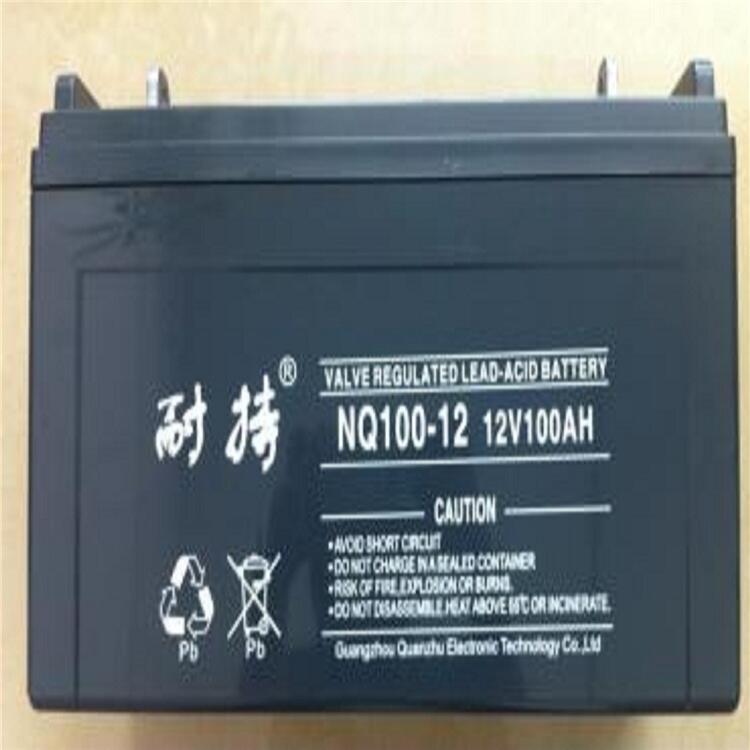 耐持®
VALVE REGULATED LEAD-ACID BATTERY
NQ100-12 12V100AH
CAUTION
•AVOID SHORT CIRCUIT
•DO NOT CHARGE IN A SEALED CONTAINER
•RISK OF FIRE,EXPLOSION OR BURNS.
•DO NOT DISASSEMBLE,HEAT ABOVE OR INCINERATE.
Pb Pb
Guangzhou Quanzhu Electronic Technology Co.,Ltd